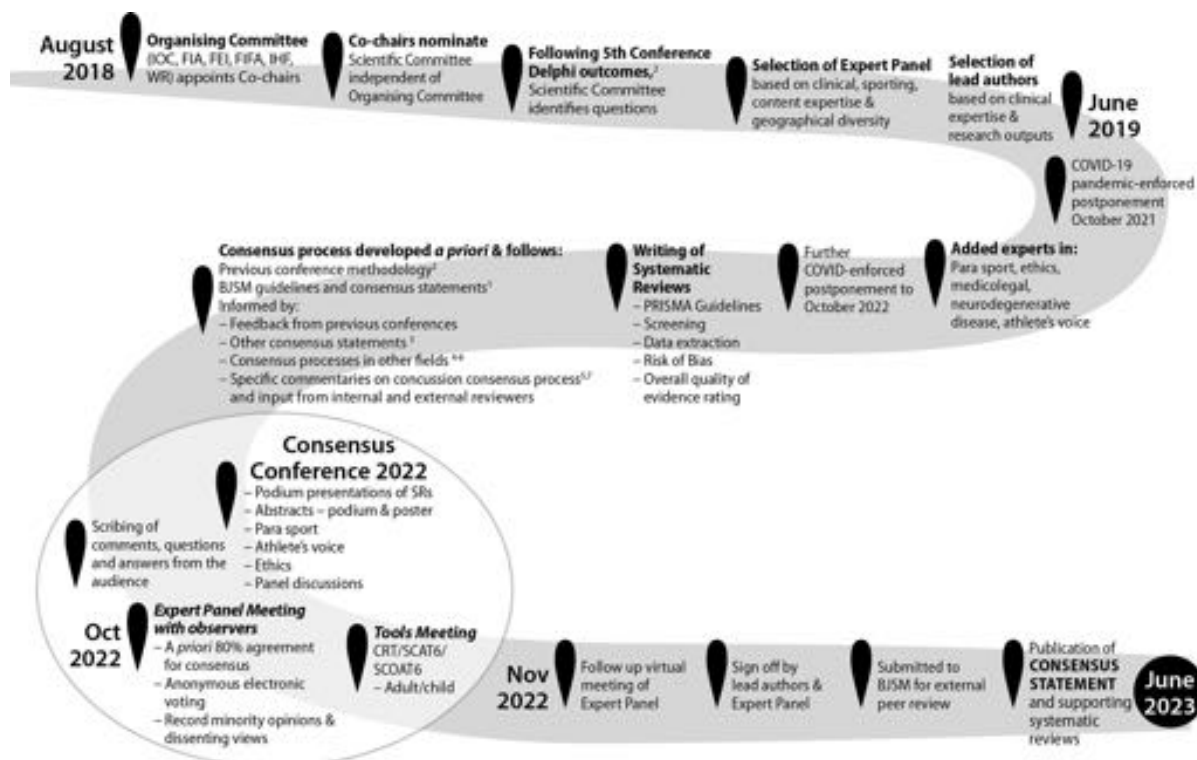 August
2018
Organising Committee
(IOC, FIA, FEI, FIFA, IHF,
WR) appoints Co-chairs
Co-chairs nominate
Scientific Committee
independent of
Organising Committee
Following 5th Conference
Delphi outcomes,²
Scientific Committee
identifies questions
Selection of Expert Panel
based on clinical, sporting,
content expertise &
geographical diversity
Selection of
lead authors
based on clinical
expertise &
research outputs
June
2019
COVID-19
pandemic-enforced
postponement
October 2021
Added experts in:
Para sport, ethics,
medicolegal,
neurodegenerative
disease, athlete's voice
Further
COVID-enforced
postponement to
October 2022
Writing of
Systematic
Reviews
– PRISMA Guidelines
– Screening
– Data extraction
– Risk of Bias
– Overall quality of
evidence rating
Consensus process developed a priori & follows:
Previous conference methodology
BJSM guidelines and consensus statements
Informed by:
– Feedback from previous conferences
– Other consensus statements
– Consensus processes in other fields
– Specific commentaries on concussion consensus process
and input from internal and external reviewers
Consensus
Conference 2022
– Podium presentations of SRs
– Abstracts – podium & poster
– Para sport
– Athlete's voice
– Ethics
– Panel discussions
Scribing of
comments, questions
and answers from the
audience
Oct
2022
Expert Panel Meeting
with observers
– A priori 80% agreement
for consensus
– Anonymous electronic
voting
– Record minority opinions &
dissenting views
Tools Meeting
CRT/SCAT6/
SCOAT6
– Adult/child
Nov
2022
Follow up virtual
meeting of
Expert Panel
Sign off by
lead authors &
Expert Panel
Submitted to
BJSM for external
peer review
Publication of
CONSENSUS
STATEMENT
and supporting
systematic
reviews
June
2023